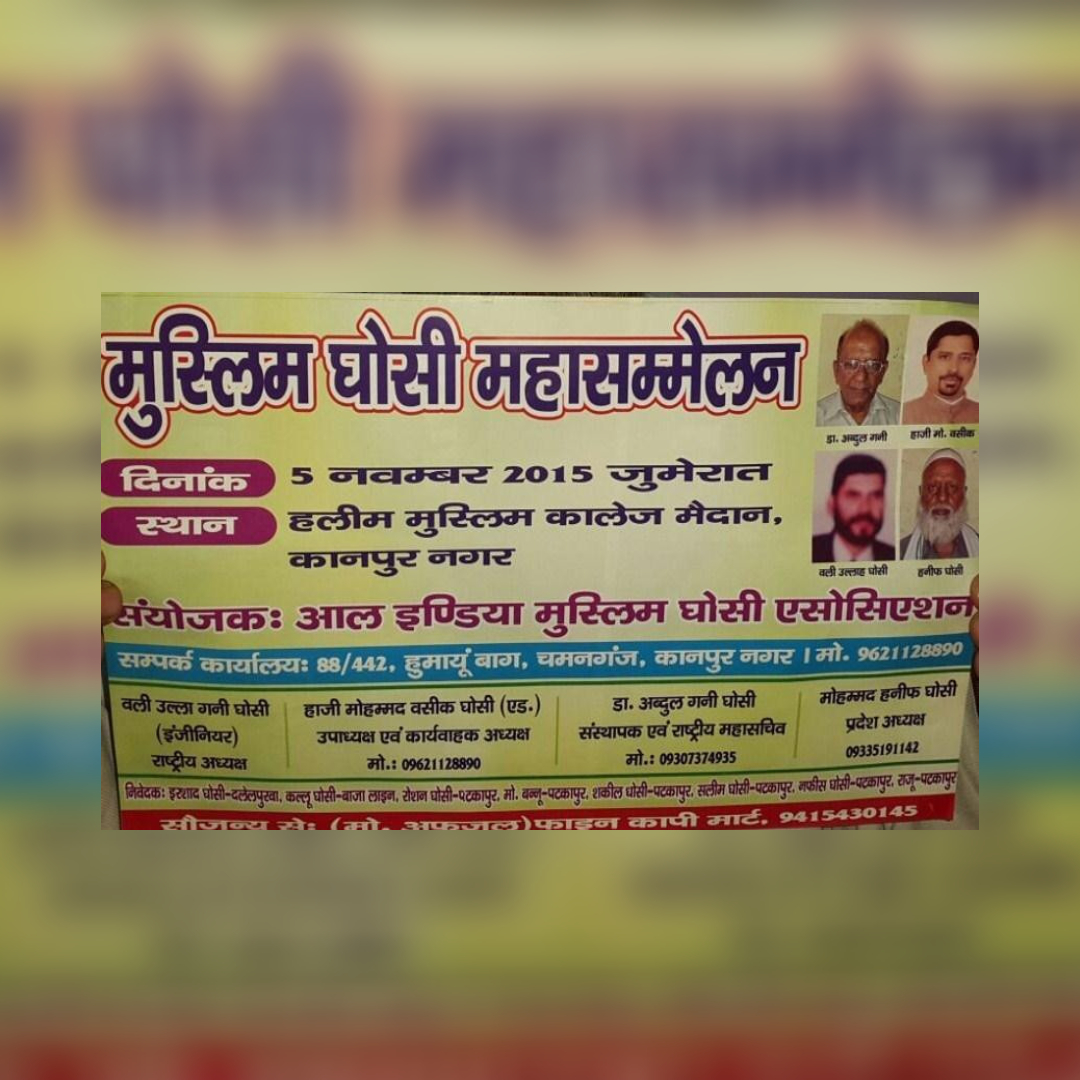 मुस्लिम घोसी महासम्मेलन
डा. अब्दुल गनी
हाजी मो. वसीक
दिनांक 5 नवम्बर 2015 जुमेरात
स्थान हलीम मुस्लिम कालेज मैदान,
कानपुर नगर
वली उल्लाह घोसी
हनीफ घोसी
संयोजकः आल इण्डिया मुस्लिम घोसी एसोसिएशन
सम्पर्क कार्यालयः 88/442, हुमायूं बाग, चमनगंज, कानपुर नगर । मो. 9621128890
वली उल्ला गनी घोसी
(इंजीनियर)
राष्ट्रीय अध्यक्ष
हाजी मोहम्मद वसीक घोसी (एड.)
उपाध्यक्ष एवं कार्यवाहक अध्यक्ष
मो.: 09621128890
डा. अब्दुल गनी घोसी
संस्थापक एवं राष्ट्रीय महासचिव
मो.: 09307374935
मोहम्मद हनीफ घोसी
प्रदेश अध्यक्ष
09335191142
निवेदकः इरशाद घोसी-दलेलपुरवा, कल्लू घोसी-बाजा लाइन, रोशन घोसी-पटकापुर, मो. बन्नू-पटकापुर, शकील घोसी-पटकापुर, सलीम घोसी-पटकापुर, नफीस घोसी-पटकापुर, राजू-पटकापुर
सौजन्य सेः (मो. अफजल) फाइन कापी मार्ट. 9415430145